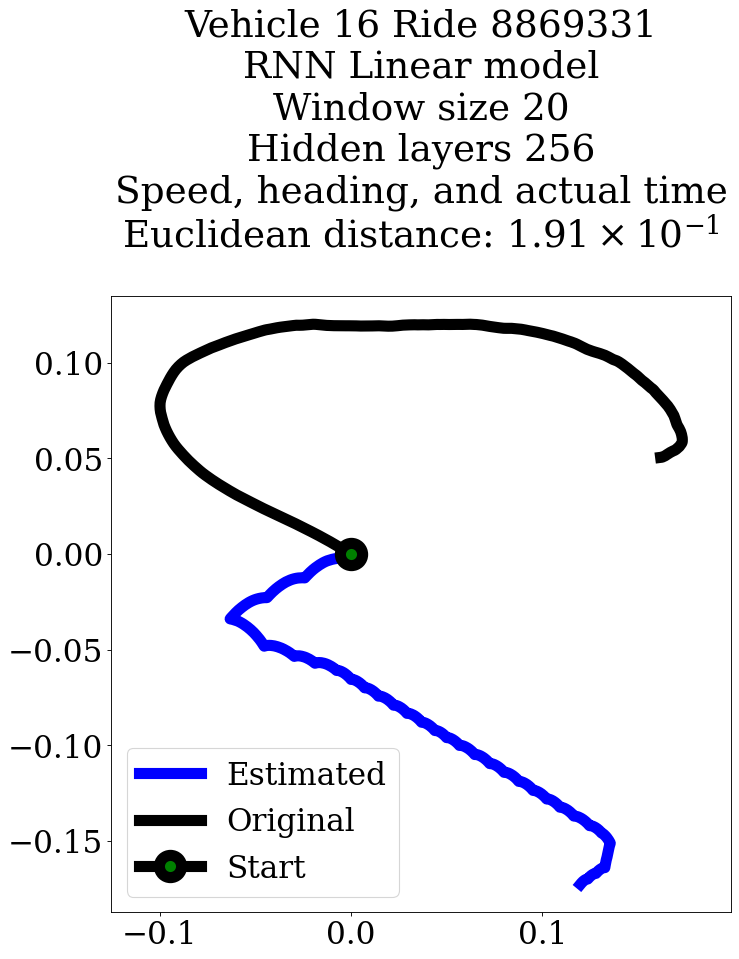 Vehicle 16 Ride 8869331
RNN Linear model
Window size 20
Hidden layers 256
Speed, heading, and actual time
Euclidean distance: 1.91 × 10⁻¹
0.10
0.05
0.00
−0.05
−0.10
−0.15
Estimated
Original
Start
−0.1 0.0 0.1